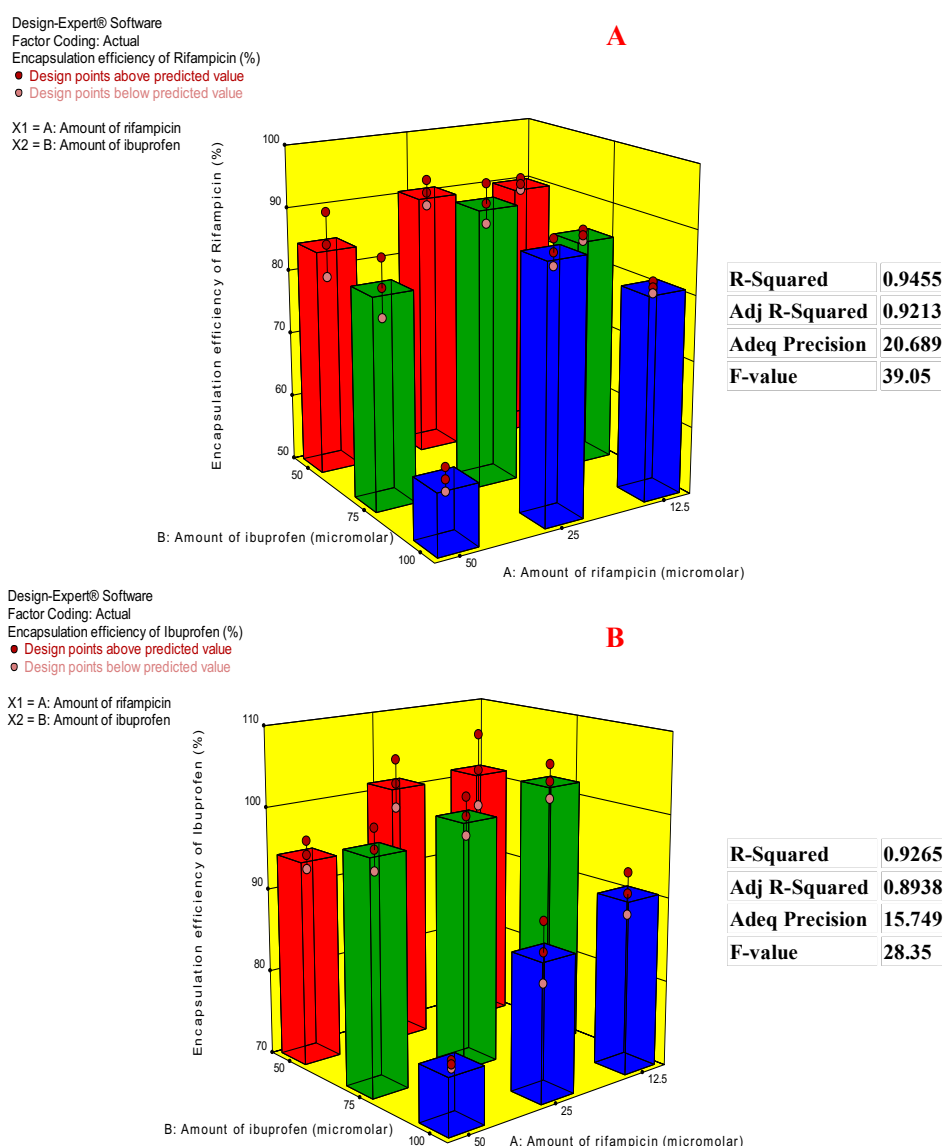 Design-Expert® Software
Factor Coding: Actual
Encapsulation efficiency of Rifampicin (%)
Design points above predicted value
Design points below predicted value
X1 = A: Amount of rifampicin
X2 = B: Amount of ibuprofen
A
Encapsulation efficiency of Rifampicin (%)
100
90
80
70
60
50
50
75
100
B: Amount of ibuprofen (micromolar)
50
25
12.5
A: Amount of rifampicin (micromolar)
R-Squared 0.9455
Adj R-Squared 0.9213
Adeq Precision 20.689
F-value 39.05
Design-Expert® Software
Factor Coding: Actual
Encapsulation efficiency of Ibuprofen (%)
Design points above predicted value
Design points below predicted value
X1 = A: Amount of rifampicin
X2 = B: Amount of ibuprofen
B
Encapsulation efficiency of Ibuprofen (%)
110
100
90
80
70
50
75
100
B: Amount of ibuprofen (micromolar)
50
25
12.5
A: Amount of rifampicin (micromolar)
R-Squared 0.9265
Adj R-Squared 0.8938
Adeq Precision 15.749
F-value 28.35